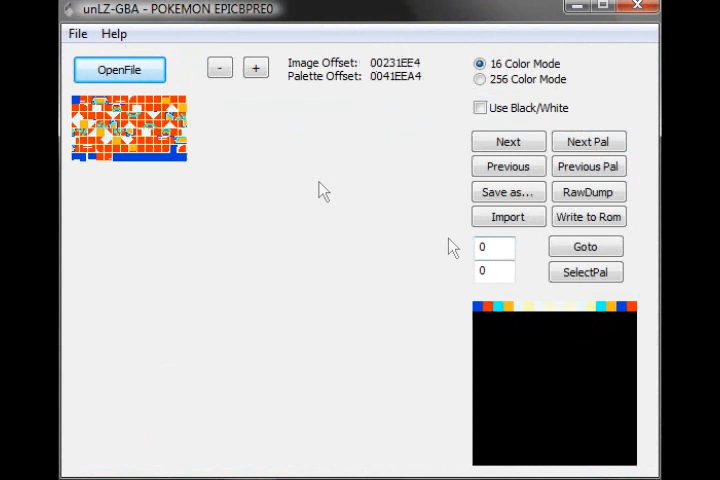 unLZ-GBA - POKEMON EPICBPRE0
File Help
OpenFile - + Image Offset: 00231EE4
Palette Offset: 0041EEA4
16 Color Mode
256 Color Mode
Use Black/White
Next Next Pal
Previous Previous Pal
Save as... RawDump
Import Write to Rom
0 Goto
0 SelectPal